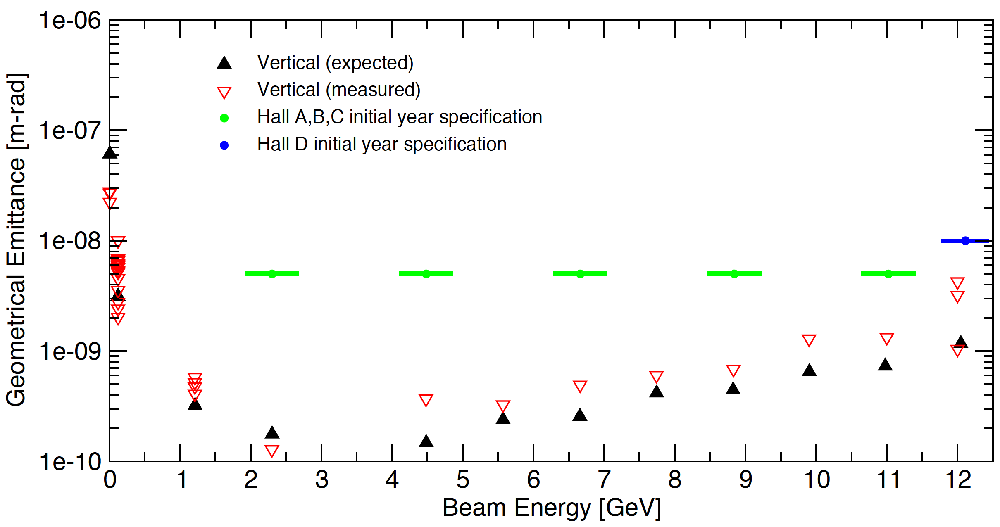 1e-06
1e-07
1e-08
1e-09
1e-10
Geometrical Emittance [m-rad]
Vertical (expected)
Vertical (measured)
Hall A,B,C initial year specification
Hall D initial year specification
0 1 2 3 4 5 6 7 8 9 10 11 12
Beam Energy [GeV]